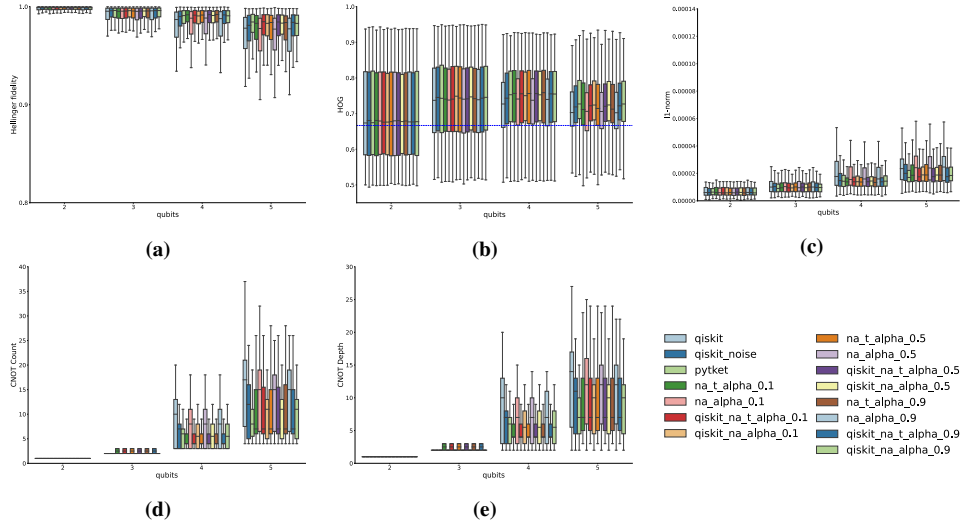 1.0
0.9
0.8
Hellinger fidelity
2 3 4 5
qubits
(a)
1.0
0.9
0.8
0.7
0.6
0.5
HOG
2 3 4 5
qubits
(b)
0.00014
0.00012
0.00010
0.00008
0.00006
0.00004
0.00002
0.00000
l1-norm
2 3 4 5
qubits
(c)
40
35
30
25
20
15
10
5
0
CNOT Count
2 3 4 5
qubits
(d)
30
25
20
15
10
5
0
CNOT Depth
2 3 4 5
qubits
(e)
qiskit
qiskit_noise
pytket
na_t_alpha_0.1
na_alpha_0.1
qiskit_na_t_alpha_0.1
qiskit_na_alpha_0.1
na_t_alpha_0.5
na_alpha_0.5
qiskit_na_t_alpha_0.5
qiskit_na_alpha_0.5
na_t_alpha_0.9
na_alpha_0.9
qiskit_na_t_alpha_0.9
qiskit_na_alpha_0.9